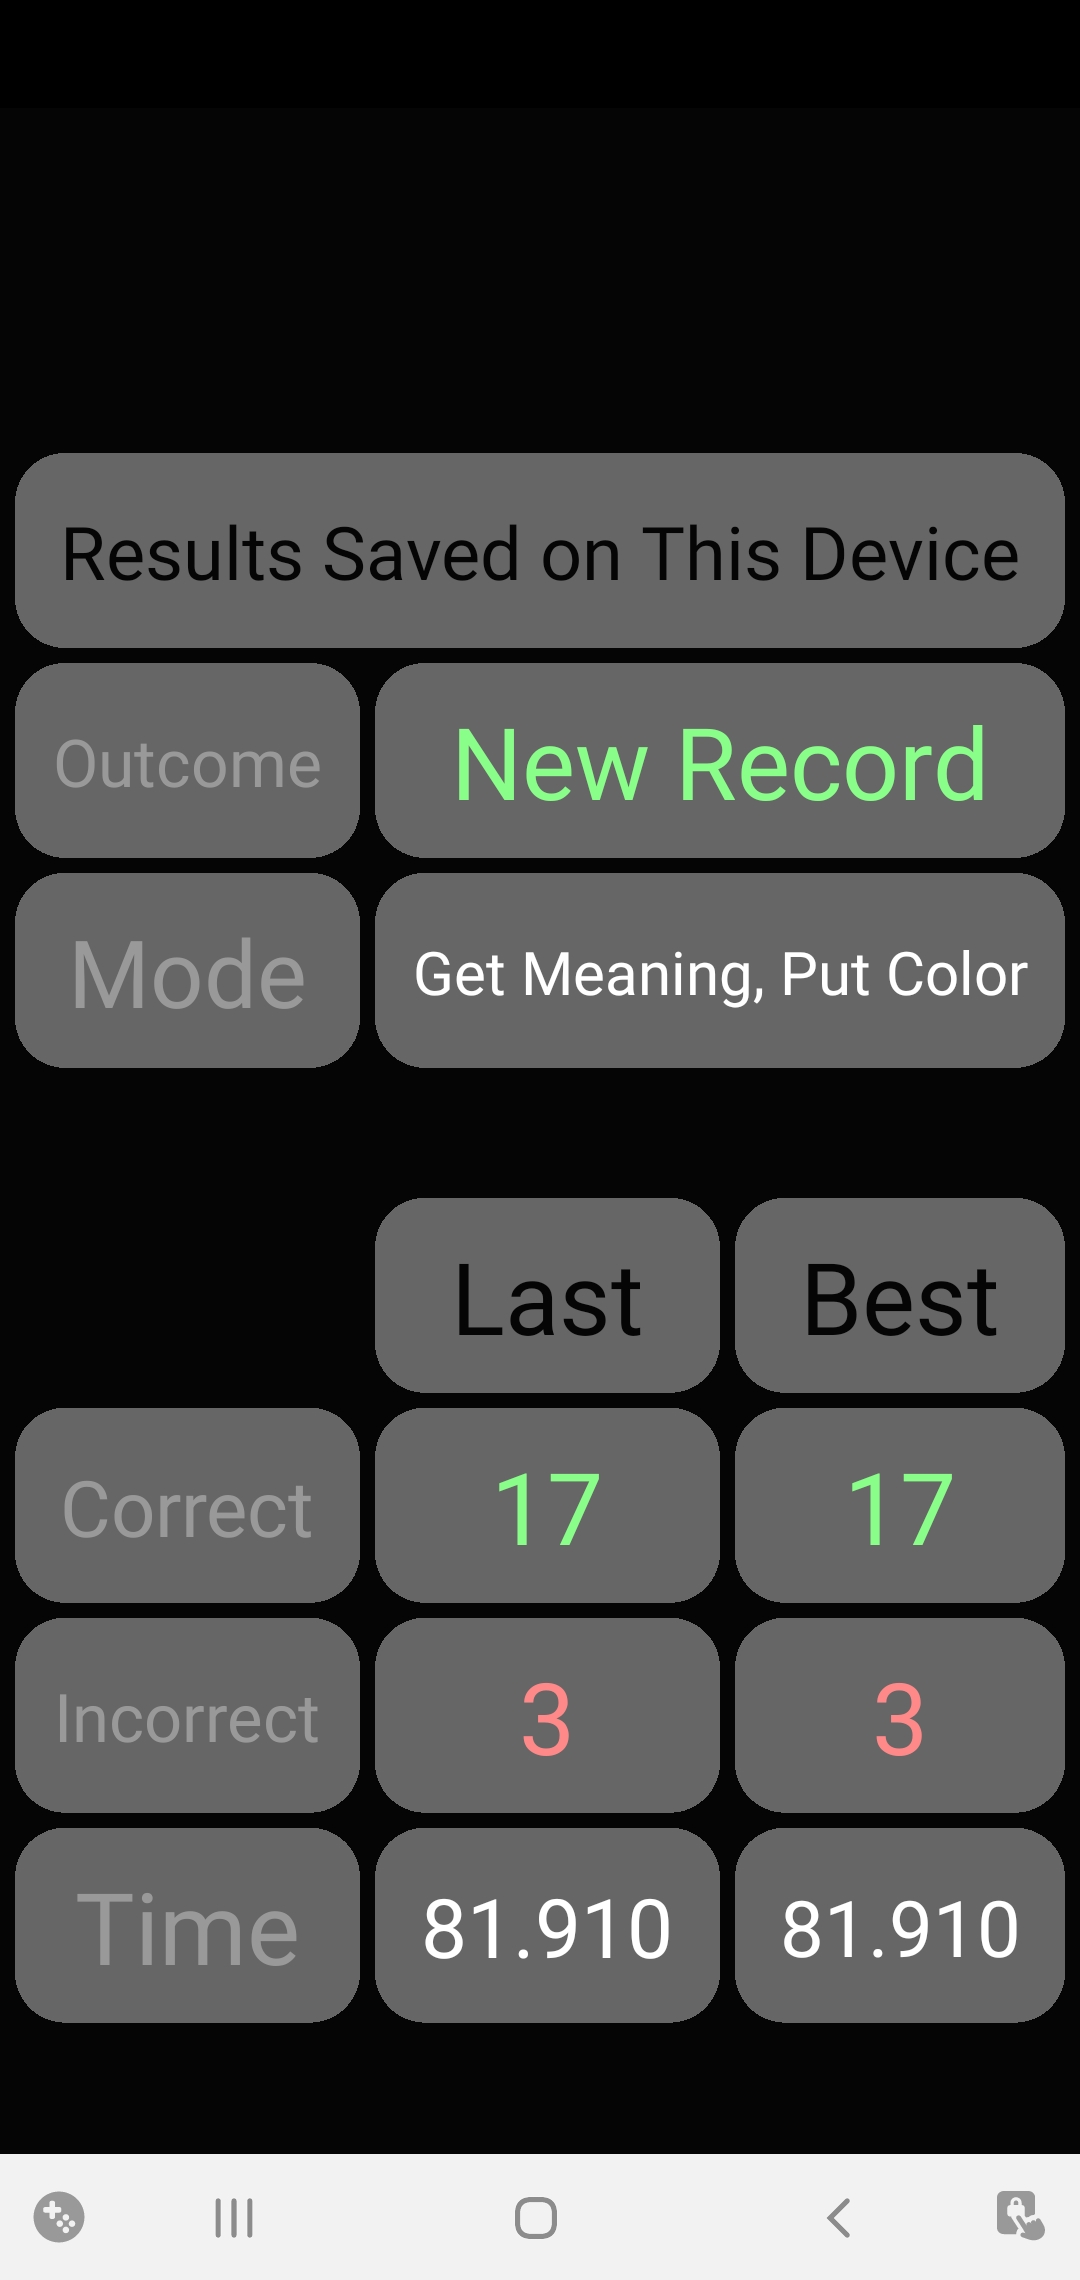 Results Saved on This Device
Outcome New Record
Mode Get Meaning, Put Color
Last Best
Correct 17 17
Incorrect 3 3
Time 81.910 81.910